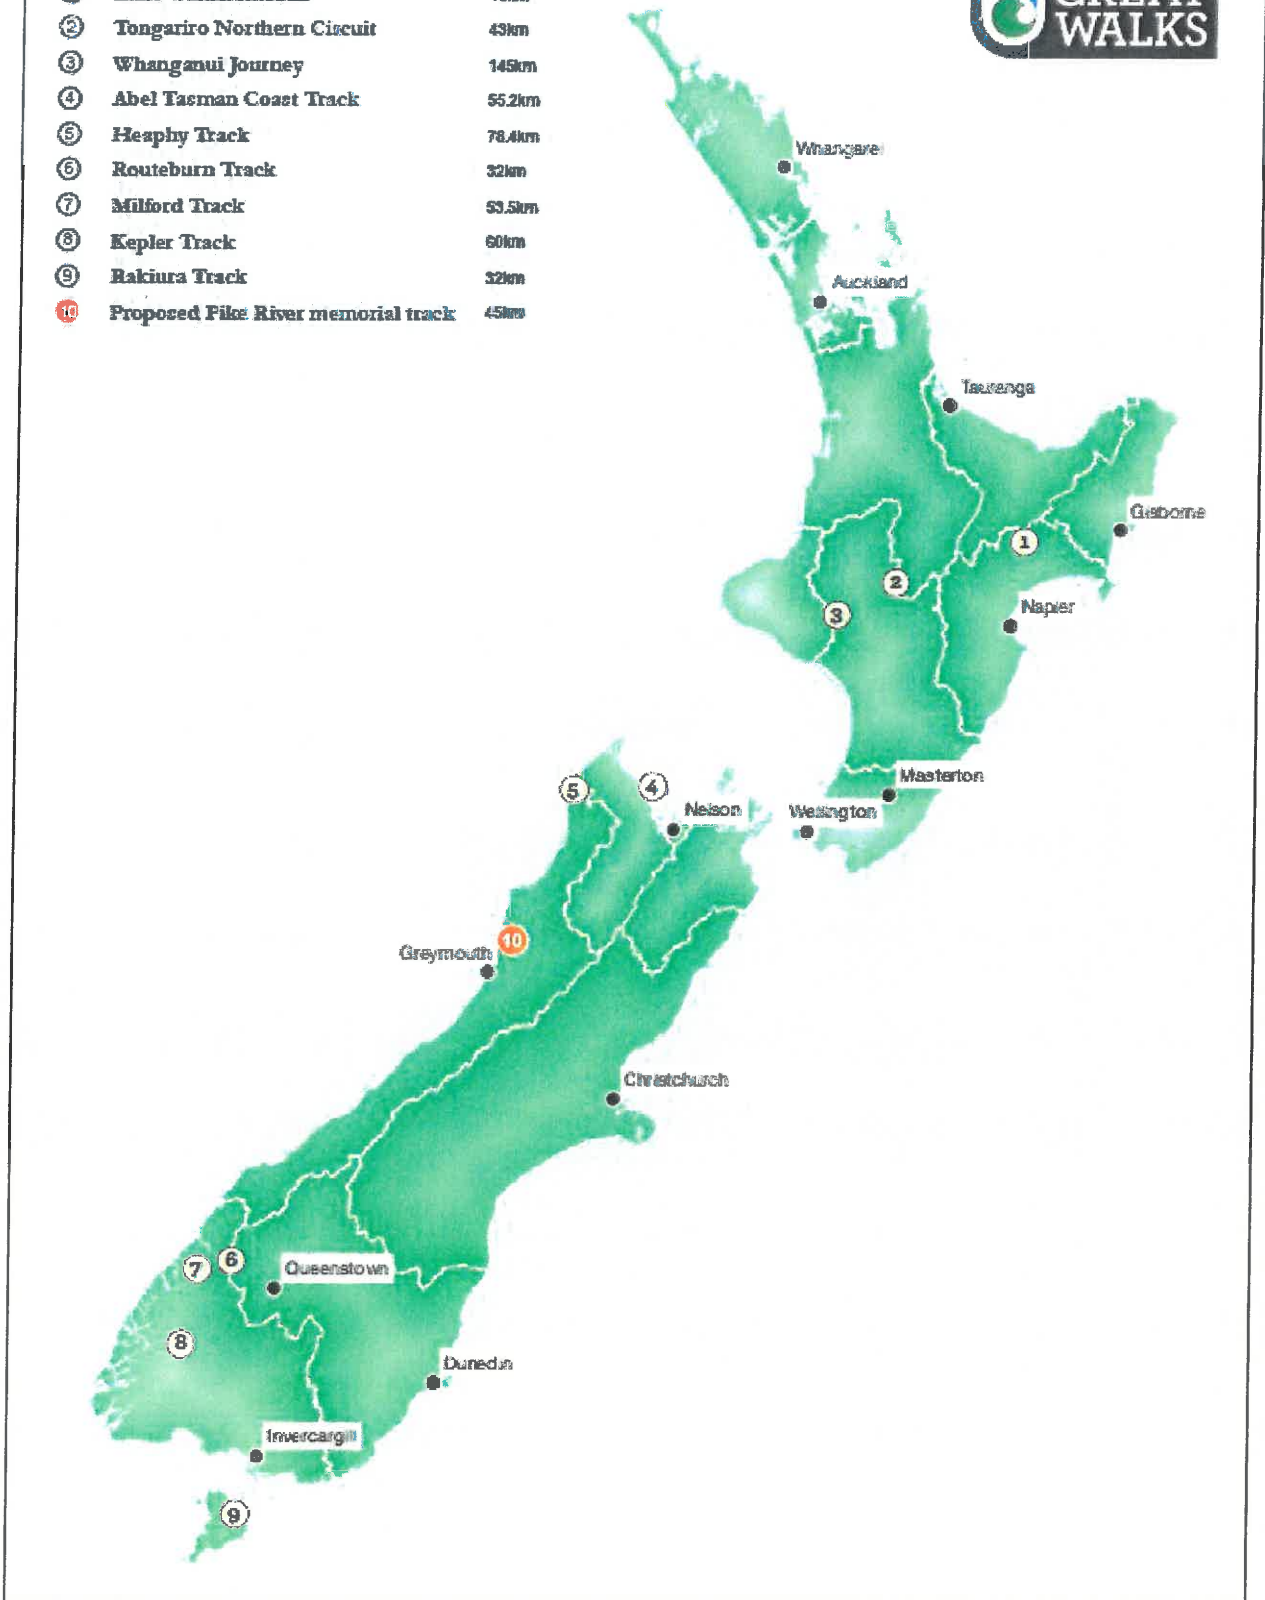 ② Tongariro Northern Circuit 43km
③ Whanganui Journey 145km
④ Abel Tasman Coast Track 55.2km
⑤ Heaphy Track 78.4km
⑥ Routeburn Track 32km
⑦ Milford Track 53.5km
⑧ Kepler Track 60km
⑨ Rakiura Track 32km
10 Proposed Pike River memorial track 45km
WALKS
Whangarei
Auckland
Tauranga
Gisborne
1
2
3
Napier
Masterton
Wellington
5
4
Nelson
10
Greymouth
Christchurch
7
6
Queenstown
8
Dunedin
Invercargill
9